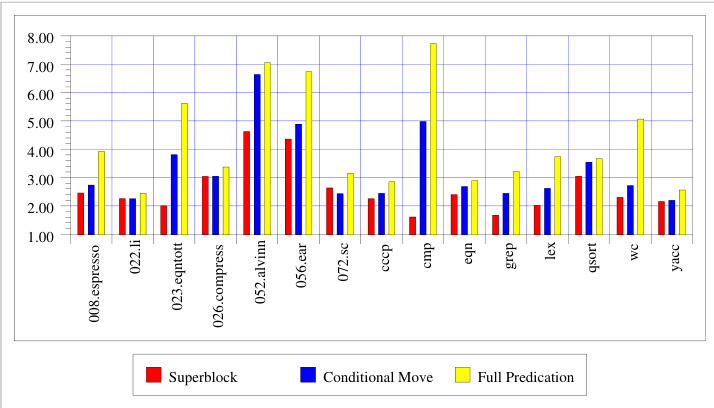 8.00
7.00
6.00
5.00
4.00
3.00
2.00
1.00
008.espresso
022.li
023.eqntott
026.compress
052.alvinn
056.ear
072.sc
cccp
cmp
eqn
grep
lex
qsort
wc
yacc
Superblock Conditional Move Full Predication